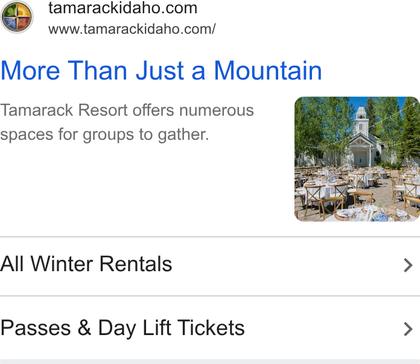 tamarackidaho.com
www.tamarackidaho.com/
More Than Just a Mountain
Tamarack Resort offers numerous
spaces for groups to gather.
All Winter Rentals
Passes & Day Lift Tickets